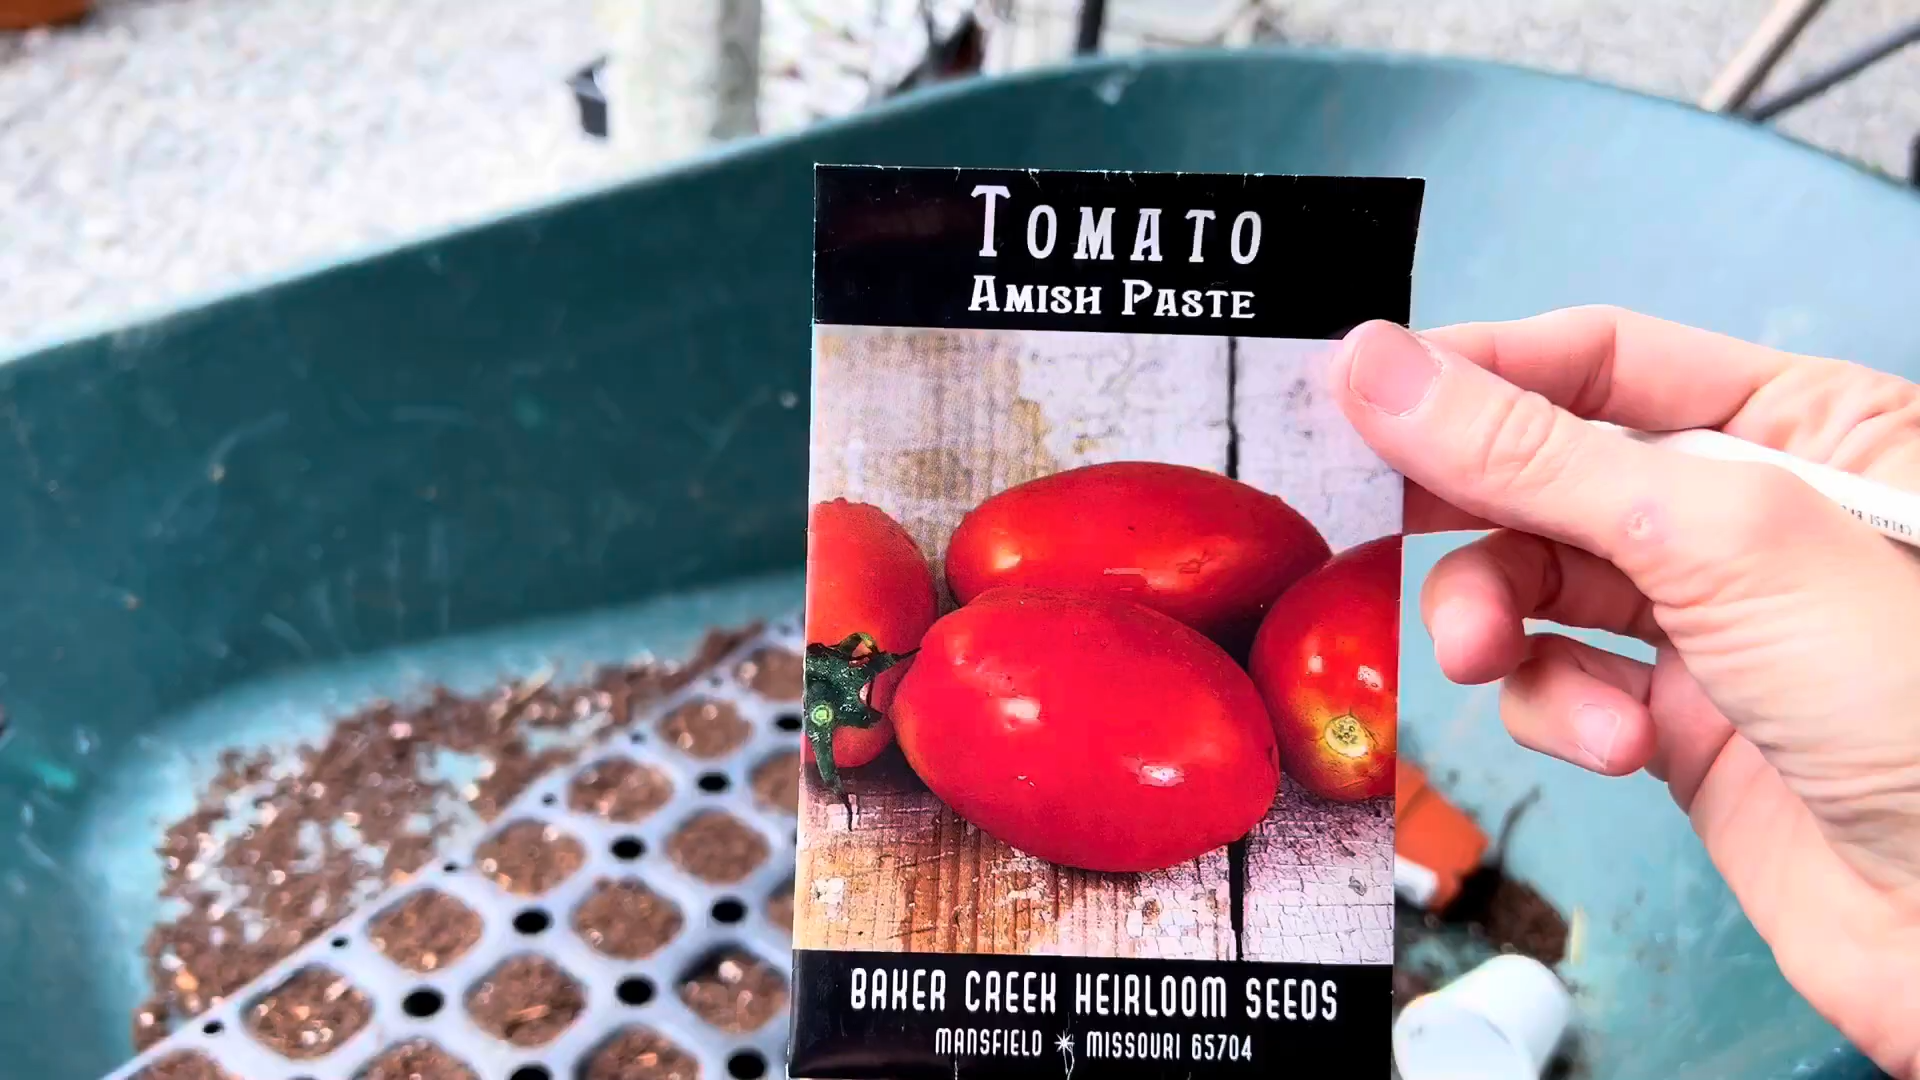 TOMATO
AMISH PASTE
BAKER CREEK HEIRLOOM SEEDS
MANSFIELD MISSOURI 65704